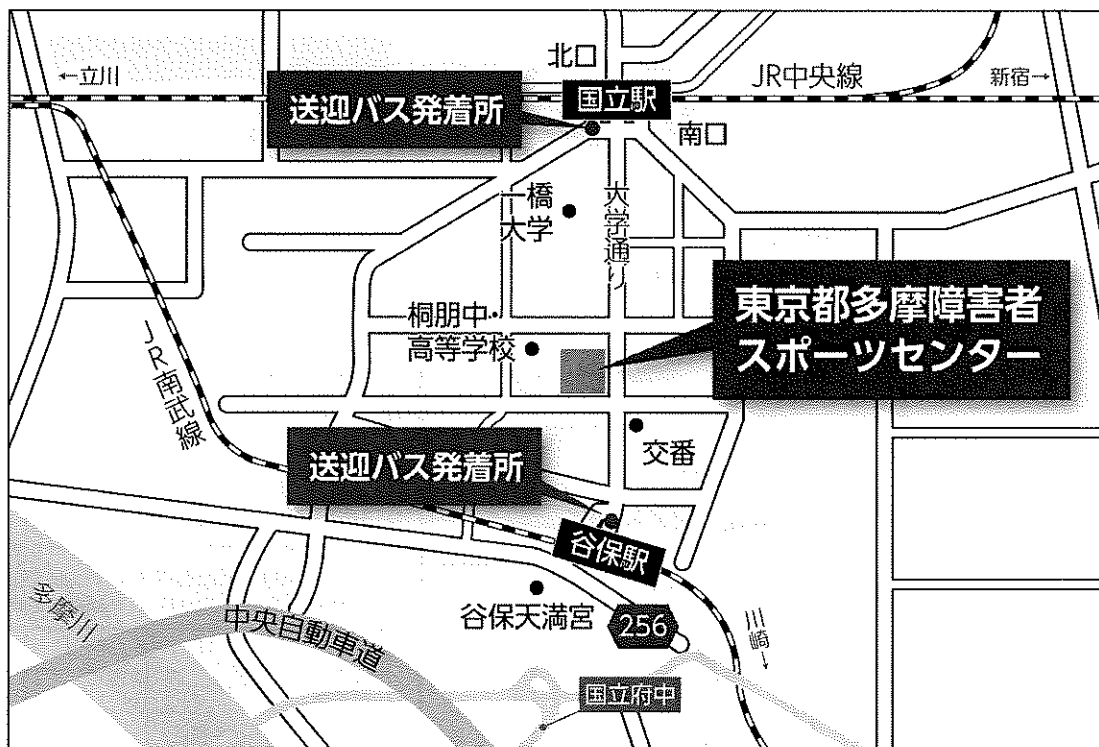 北口
←立川
JR中央線
新宿→
送迎バス発着所
国立駅
南口
一橋
大学
大学通り
東京都多摩障害者
スポーツセンター
桐朋中・
高等学校
JR南武線
交番
送迎バス発着所
谷保駅
谷保天満宮
256
川崎→
多摩川
中央自動車道
国立府中